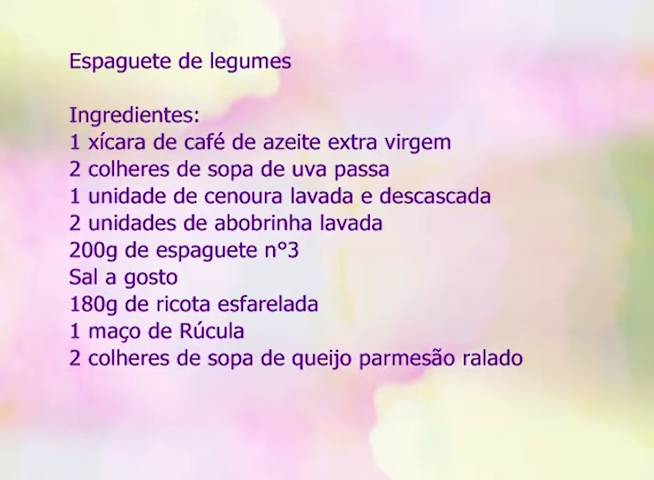 Espaguete de legumes
Ingredientes:
1 xícara de café de azeite extra virgem
2 colheres de sopa de uva passa
1 unidade de cenoura lavada e descascada
2 unidades de abobrinha lavada
200g de espaguete n°3
Sal a gosto
180g de ricota esfarelada
1 maço de Rúcula
2 colheres de sopa de queijo parmesão ralado